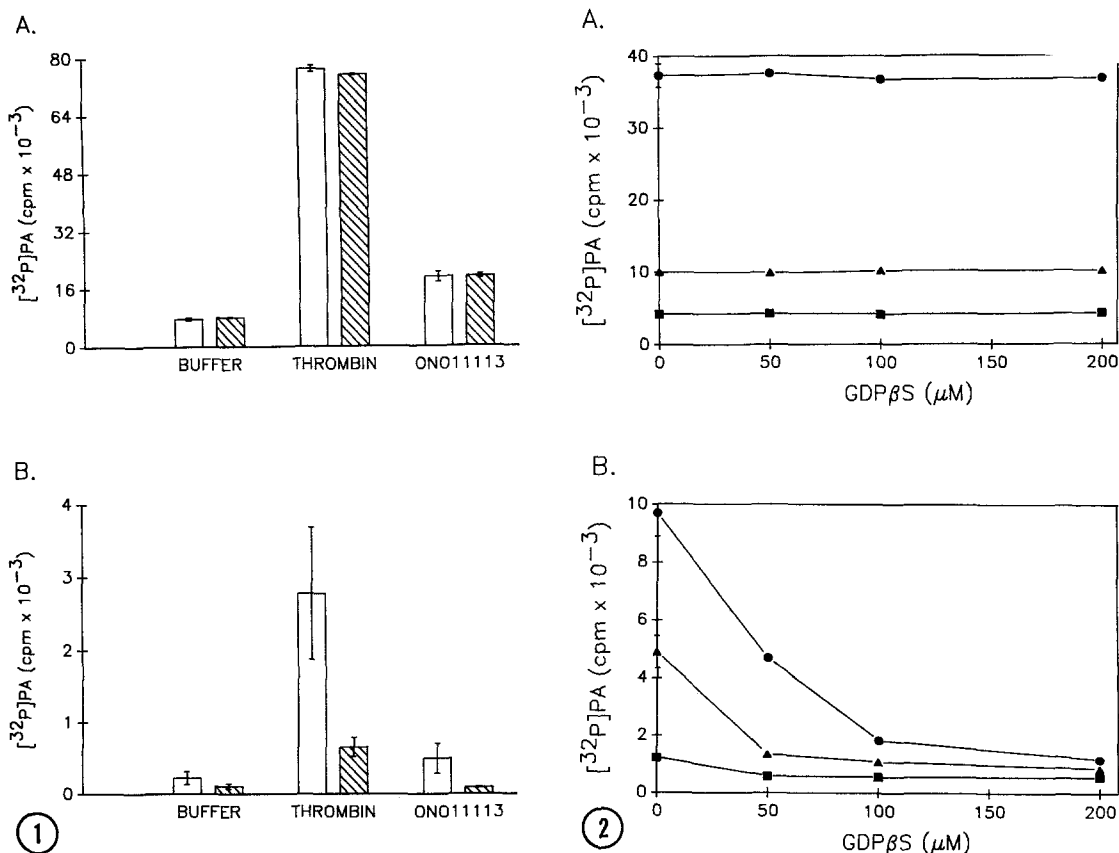 A.
[³²P]PA (cpm x 10⁻³)
80
64
48
32
16
0
BUFFER THROMBIN ONO11113
B.
[³²P]PA (cpm x 10⁻³)
4
3
2
1
0
BUFFER THROMBIN ONO11113
1
A.
[³²P]PA (cpm x 10⁻³)
40
30
20
10
0
0 50 100 150 200
GDPβS (μM)
B.
[³²P]PA (cpm x 10⁻³)
10
8
6
4
2
0
0 50 100 150 200
GDPβS (μM)
2